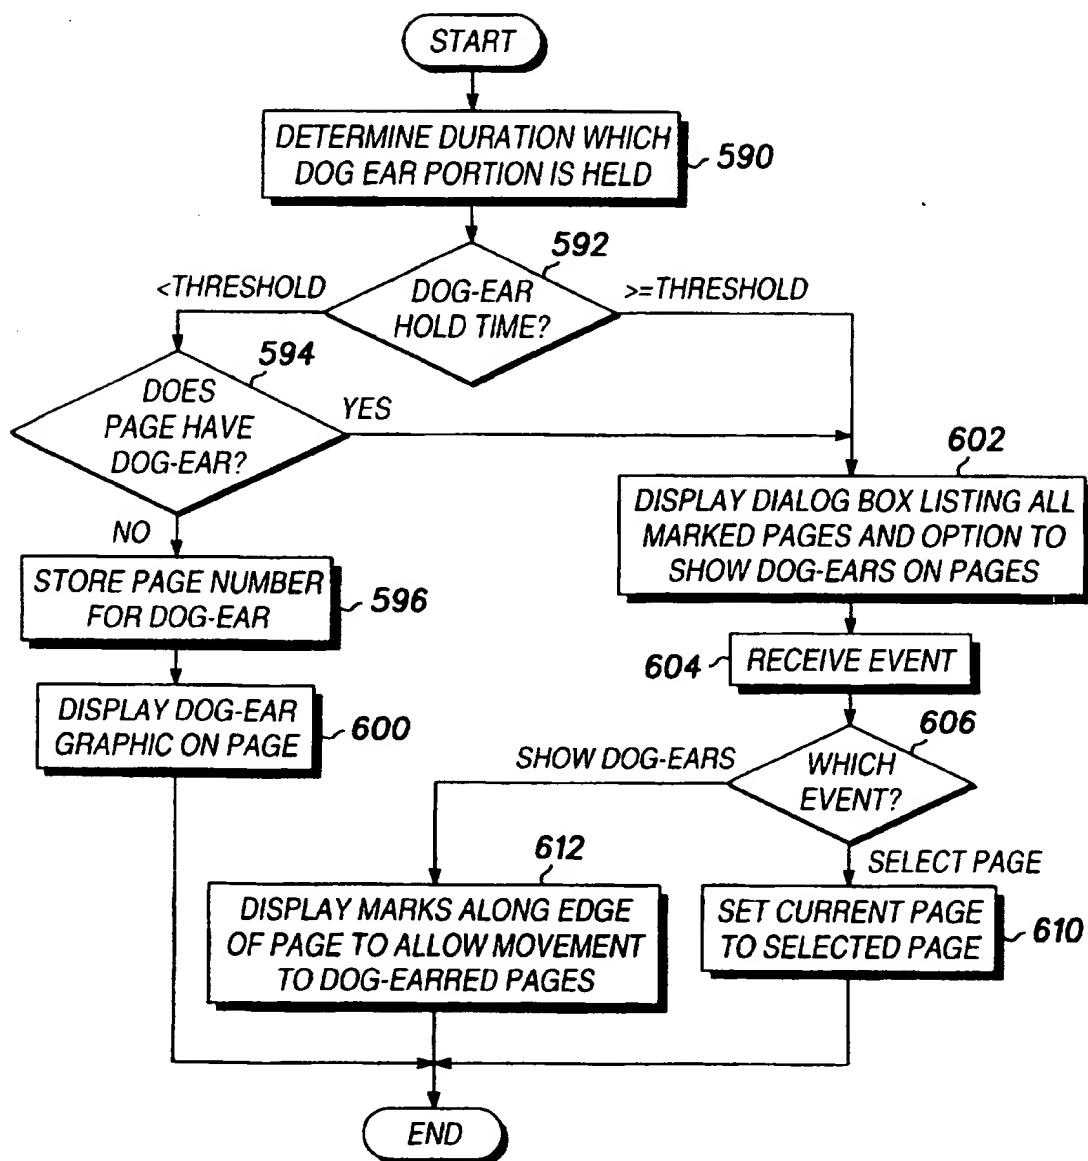 START
DETERMINE DURATION WHICH
DOG EAR PORTION IS HELD
590
592
<THRESHOLD
DOG-EAR
HOLD TIME?
>=THRESHOLD
594
DOES
PAGE HAVE
DOG-EAR?
YES
NO
602
DISPLAY DIALOG BOX LISTING ALL
MARKED PAGES AND OPTION TO
SHOW DOG-EARS ON PAGES
STORE PAGE NUMBER
FOR DOG-EAR
596
604
RECEIVE EVENT
DISPLAY DOG-EAR
GRAPHIC ON PAGE
600
606
SHOW DOG-EARS
WHICH
EVENT?
SELECT PAGE
612
DISPLAY MARKS ALONG EDGE
OF PAGE TO ALLOW MOVEMENT
TO DOG-EARRED PAGES
SET CURRENT PAGE
TO SELECTED PAGE
610
END